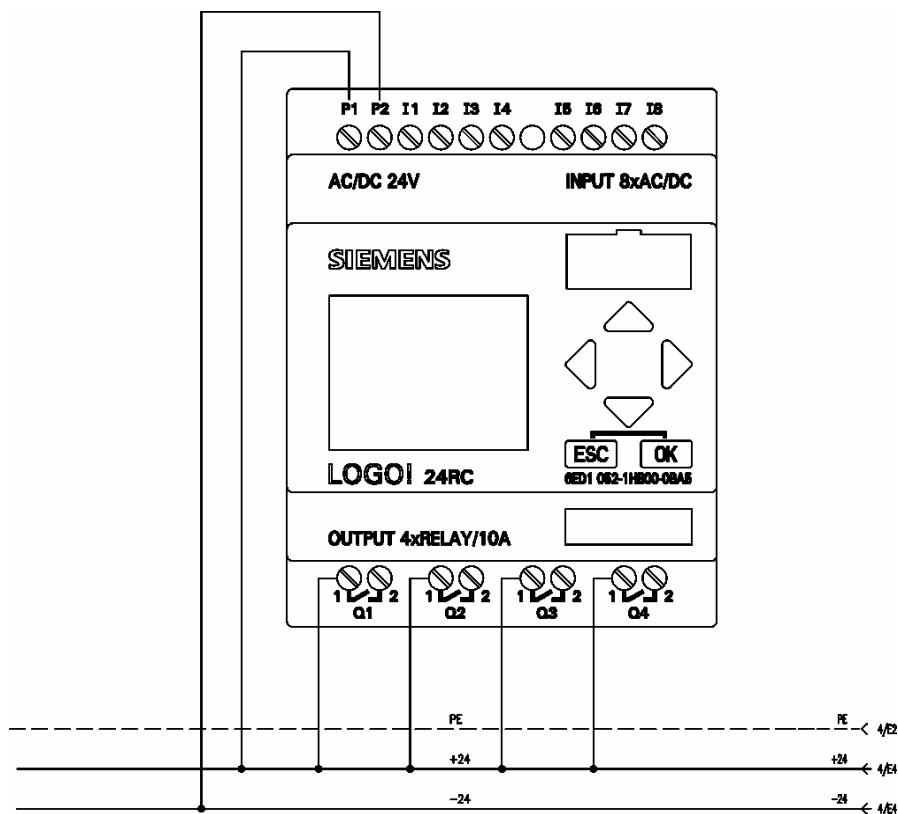 P1 P2 I1 I2 I3 I4 I5 I6 I7 I8
AC/DC 24V INPUT 8xAC/DC
SIEMENS
ESC OK
LOGO! 24RC
6ED1 052-1HB00-0BA5
OUTPUT 4xRELAY/10A
1 2 1 2 1 2 1 2
Q1 Q2 Q3 Q4
PE PE 4/E2
+24 +24 4/E4
-24 -24 4/E4